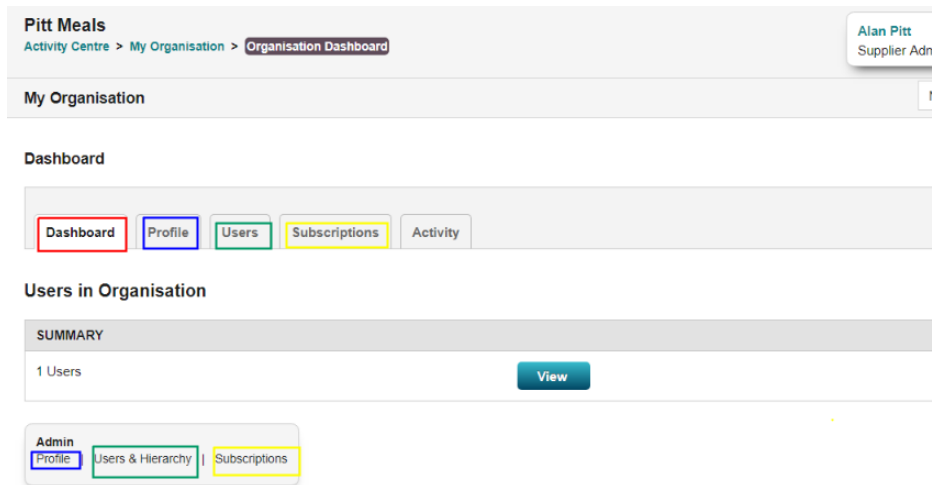 Pitt Meals
Activity Centre > My Organisation > Organisation Dashboard
Alan Pitt
Supplier
My Organisation
Dashboard
Dashboard Profile Users Subscriptions Activity
Users in Organisation
SUMMARY
1 Users View
Admin
Profile | Users & Hierarchy | Subscriptions